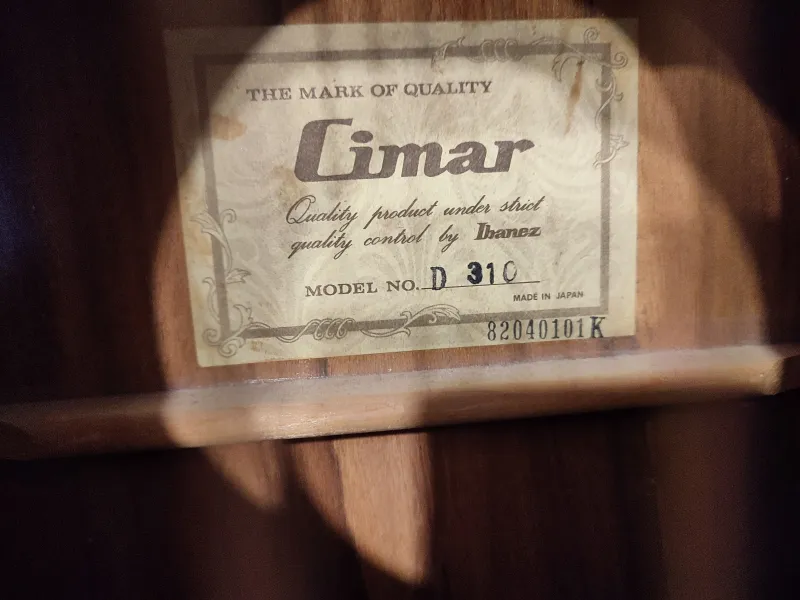 THE MARK OF QUALITY
Cimar
Quality product under strict
quality control by Ibanez
MODEL NO. D 310
MADE IN JAPAN
82040101K